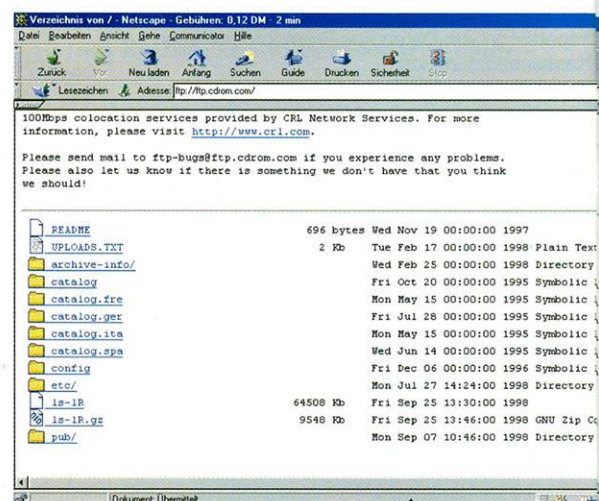 Verzeichnis von / - Netscape - Gebühren: 0,12 DM - 2 min
Datei Bearbeiten Ansicht Gehe Communicator Hilfe
Zurück Vor Neu laden Anfang Suchen Guide Drucken Sicherheit Stop
Lesezeichen Adresse: ftp://ftp.cdrom.com/
100Mbps colocation services provided by CRL Network Services. For more
information, please visit http://www.crl.com.
Please send mail to ftp-bugs@ftp.cdrom.com if you experience any problems.
Please also let us know if there is something we don't have that you think
we should!
README 696 bytes Wed Nov 19 00:00:00 1997
UPLOADS.TXT 2 Kb Tue Feb 17 00:00:00 1998 Plain Text
archive-info/ Wed Feb 25 00:00:00 1998 Directory
catalog Fri Oct 20 00:00:00 1995 Symbolic
catalog.fre Mon May 15 00:00:00 1995 Symbolic
catalog.ger Fri Jul 28 00:00:00 1995 Symbolic
catalog.ita Mon May 15 00:00:00 1995 Symbolic
catalog.spa Wed Jun 14 00:00:00 1995 Symbolic
config Fri Dec 06 00:00:00 1996 Symbolic
etc/ Mon Jul 27 14:24:00 1998 Directory
ls-lR 64508 Kb Fri Sep 25 13:30:00 1998
ls-lR.gz 9548 Kb Fri Sep 25 13:46:00 1998 GNU Zip Co
pub/ Mon Sep 07 10:46:00 1998 Directory
Dokument: Übermittelt